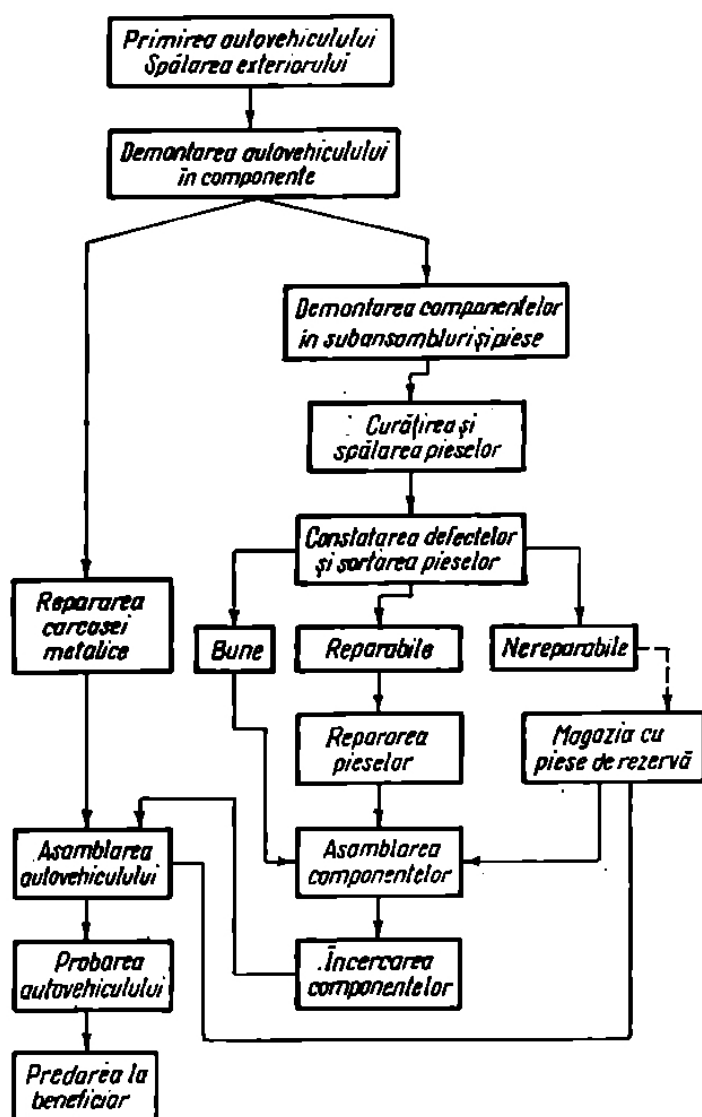 Primirea autovehiculului
Spălarea exteriorului
Demontarea autovehiculului
în componente
Demontarea componentelor
în subansambluri și piese
Curățirea și
spălarea pieselor
Constatarea defectelor
și sortarea pieselor
Repararea
carcasei
metalice
Bune
Reparabile
Nereparabile
Repararea
pieselor
Magazia cu
piese de rezervă
Asamblarea
autovehiculului
Asamblarea
componentelor
Probarea
autovehiculului
Încercarea
componentelor
Predarea la
beneficiar